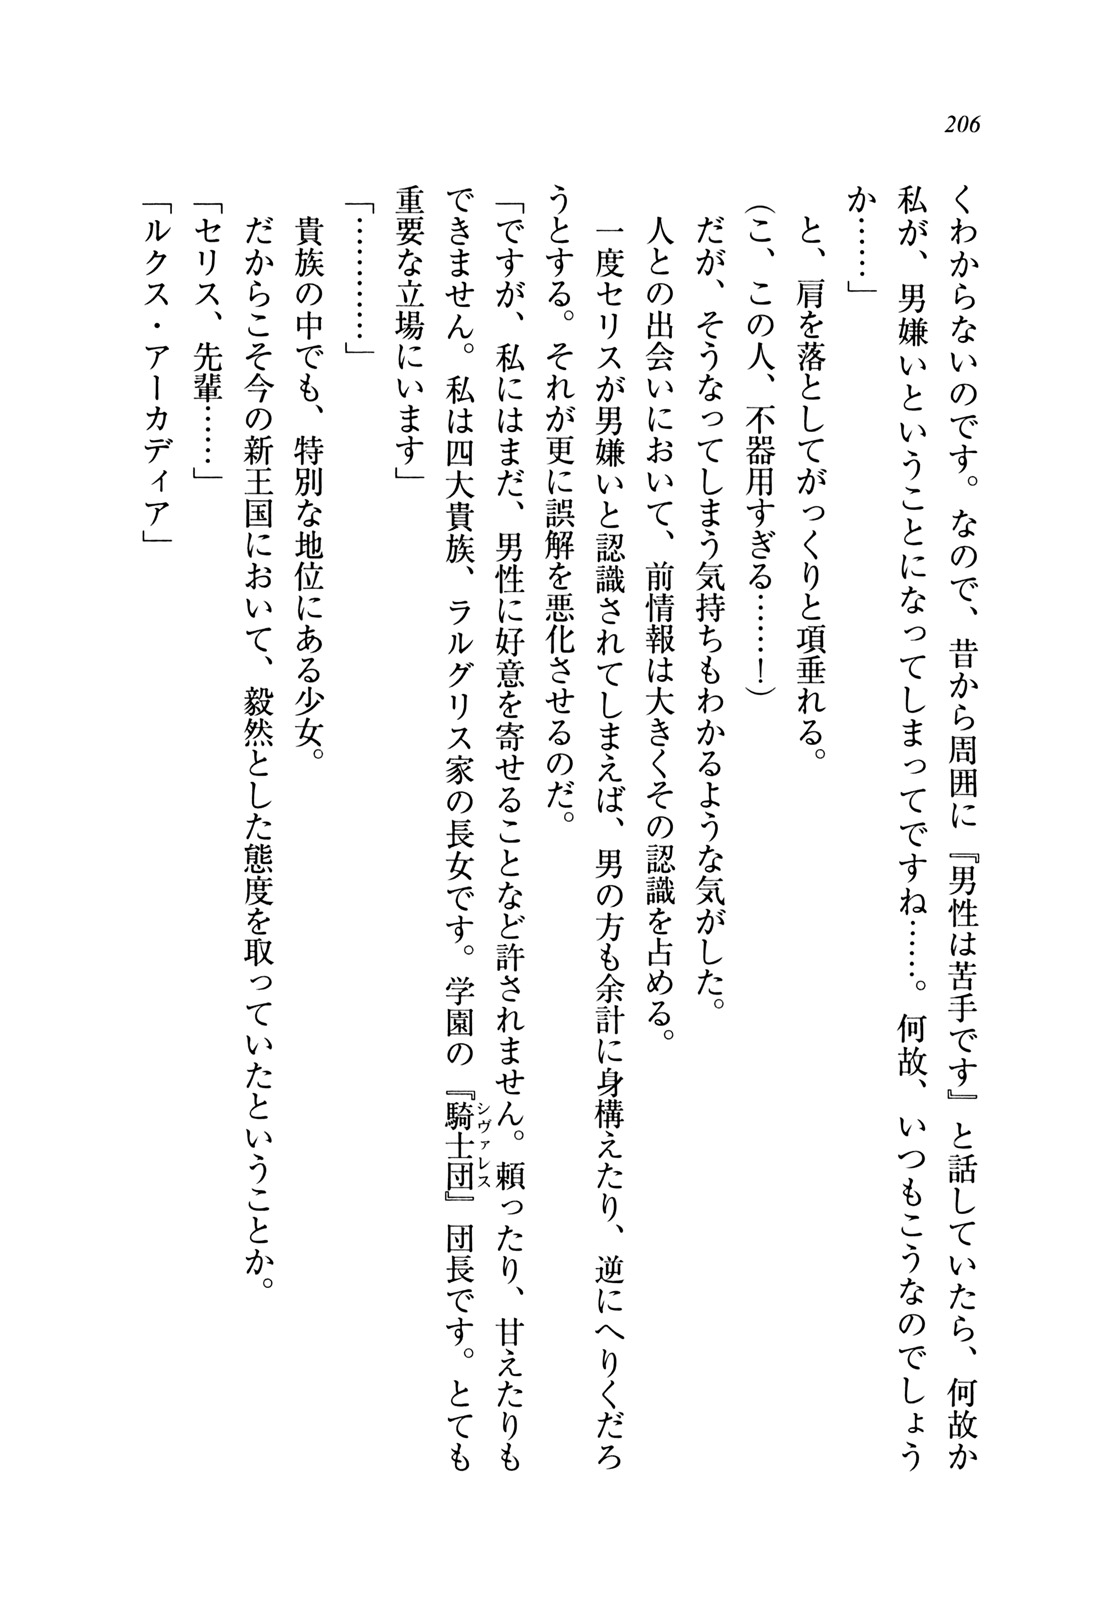 206
くわからないのです。なので、昔から周囲に『男性は苦手です』と話していたら、何故か
私が、男嫌いということになってしまってですね……。何故、いつもこうなのでしょう
か……」
と、肩を落としてがっくりと項垂れる。
(こ、この人、不器用すぎる……!)
だが、そうなってしまう気持ちもわかるような気がした。
人との出会いにおいて、前情報は大きくその認識を占める。
一度セリスが男嫌いと認識されてしまえば、男の方も余計に身構えたり、逆にへりくだろ
うとする。それが更に誤解を悪化させるのだ。
「ですが、私にはまだ、男性に好意を寄せることなど許されません。頼ったり、甘えたりも
できません。私は四大貴族、ラルグリス家の長女です。学園の『騎士団』団長です。とても
シヴァレス
重要な立場にいます」
「…………」
貴族の中でも、特別な地位にある少女。
だからこそ今の新王国において、毅然とした態度を取っていたということか。
「セリス、先輩……」
「ルクス・アーカディア」